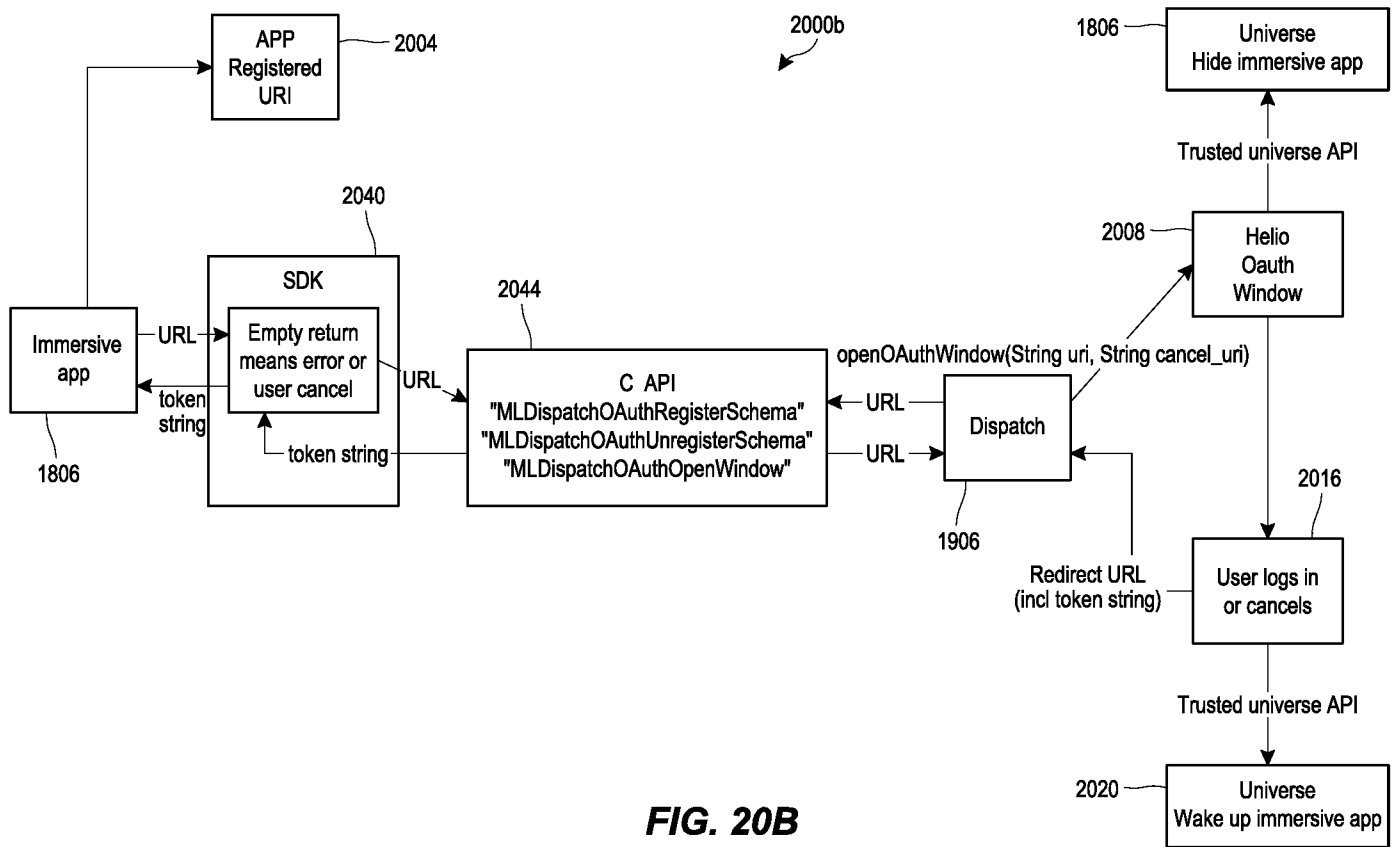 APP
Registered
URI
2004
2000b
1806
Universe
Hide immersive app
Trusted universe API
2040
2008
Helio
Oauth
Window
SDK
2044
Immersive
app
URL
Empty return
means error or
user cancel
URL
token
string
1806
token string
C API
"MLDispatchOAuthRegisterSchema"
"MLDispatchOAuthUnregisterSchema"
"MLDispatchOAuthOpenWindow"
openOAuthWindow(String uri, String cancel_uri)
URL
URL
Dispatch
1906
2016
Redirect URL
(incl token string)
User logs in
or cancels
Trusted universe API
2020
Universe
Wake up immersive app
FIG. 20B